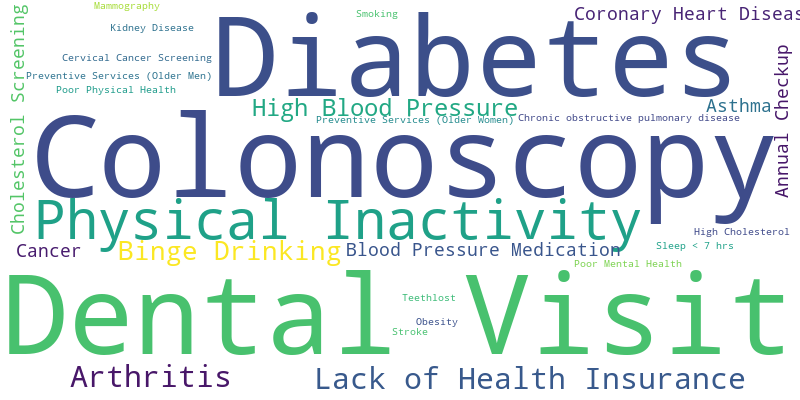 Mammography
Smoking
Coronary Heart Diseas
Kidney Disease
Diabetes
Cervical Cancer Screening
Preventive Services (Older Men)
Poor Physical Health
Cholesterol Screening
High Blood Pressure
Asthma
Annual Checkup
Preventive Services (Older Women)
Chronic obstructive pulmonary disease
Colonoscopy
Physical Inactivity
High Cholesterol
Cancer
Binge Drinking
Blood Pressure Medication
Sleep < 7 hrs
Poor Mental Health
Dental Visit
Teethlost
Obesity
Stroke
Arthritis
Lack of Health Insurance